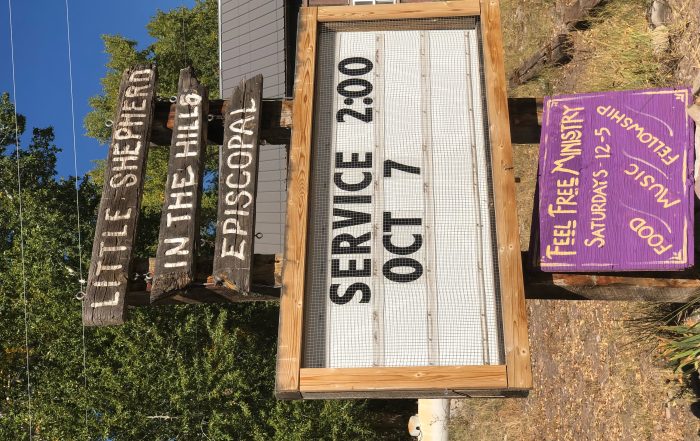 LITTLE SHEPHERD
IN THE HILLS
EPISCOPAL
SERVICE 2:00
OCT 7
FEEL FREE MINISTRY
SATURDAYS 12-5
FOOD MUSIC FELLOWSHIP